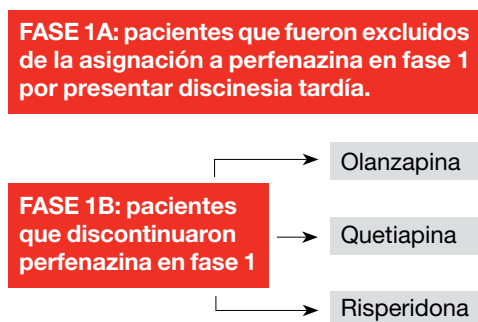 FASE 1A: pacientes que fueron excluidos
de la asignación a perfenazina en fase 1
por presentar discinesia tardía.
Olanzapina
FASE 1B: pacientes
que discontinuaron
perfenazina en fase 1
Quetiapina
Risperidona